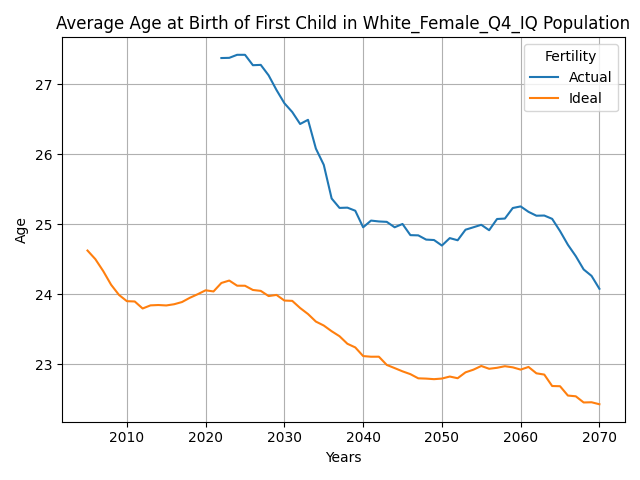 Average Age at Birth of First Child in White_Female_Q4_IQ Population
Fertility
Actual
Ideal
27
26
25
24
23
Age
2010 2020 2030 2040 2050 2060 2070
Years